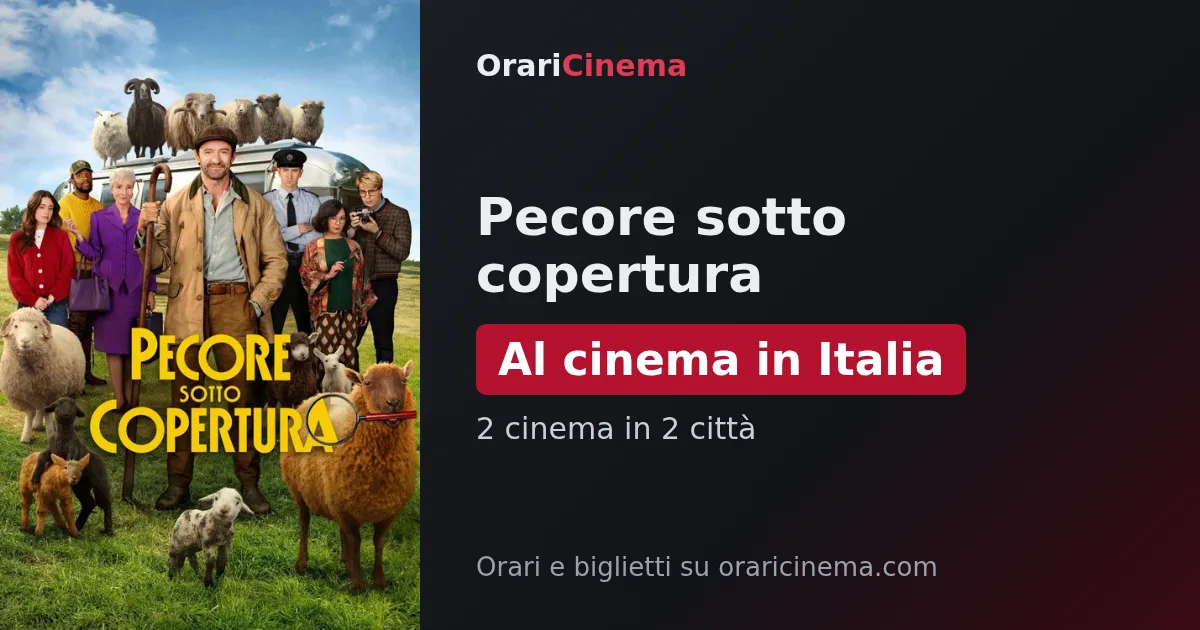 PECORE
SOTTO
COPERTURA
OrariCinema
Pecore sotto
copertura
Al cinema in Italia
2 cinema in 2 città
Orari e biglietti su oraricinema.com